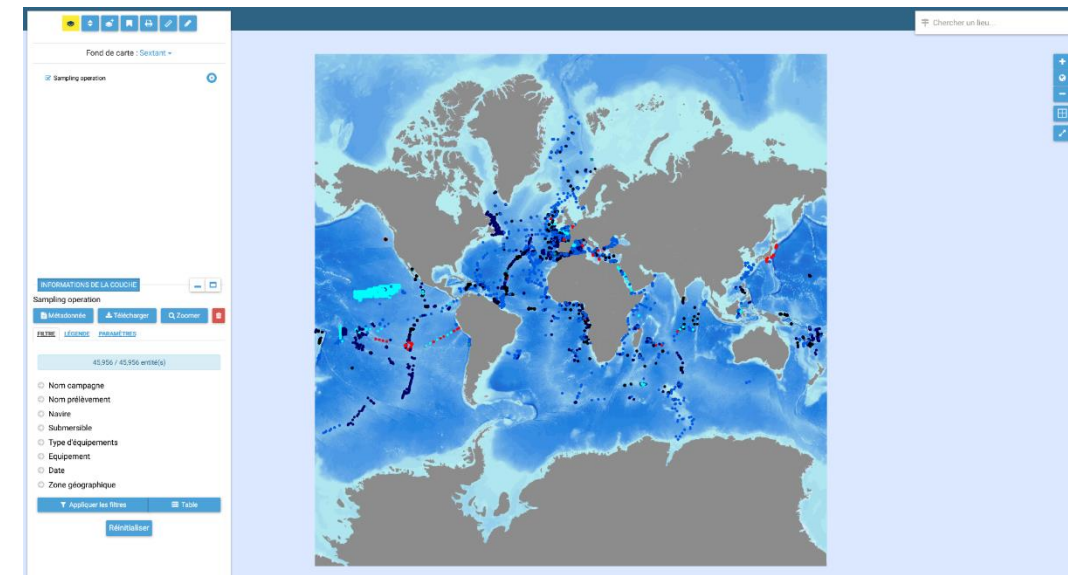 Chercher un lieu...
Fond de carte : Sextant
Sampling operation
INFORMATIONS DE LA COUCHE
Sampling operation
Métadonnée Télécharger Zoomer
FILTRE LÉGENDE PARAMÈTRES
45,956 / 45,956 entité(s)
Nom campagne
Nom prélèvement
Navire
Submersible
Type d'équipements
Equipement
Date
Zone géographique
Appliquer les filtres Table
Réinitialiser